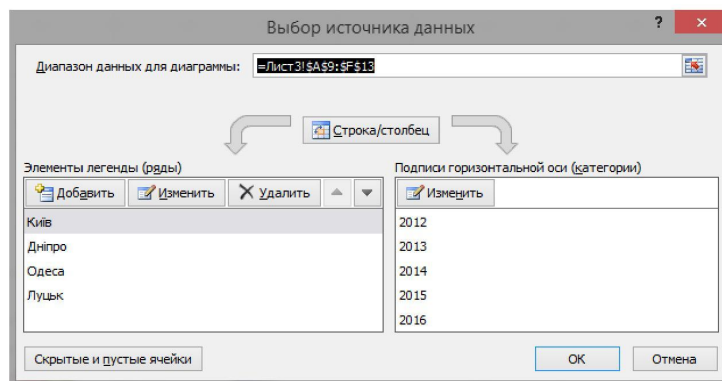 Выбор источника данных
? ×
Диапазон данных для диаграммы: =Лист3!$A$9:$F$13
Строка/столбец
Элементы легенды (ряды)
Добавить Изменить Удалить
Київ
Дніпро
Одеса
Луцьк
Подписи горизонтальной оси (категории)
Изменить
2012
2013
2014
2015
2016
Скрытые и пустые ячейки
ОК Отмена